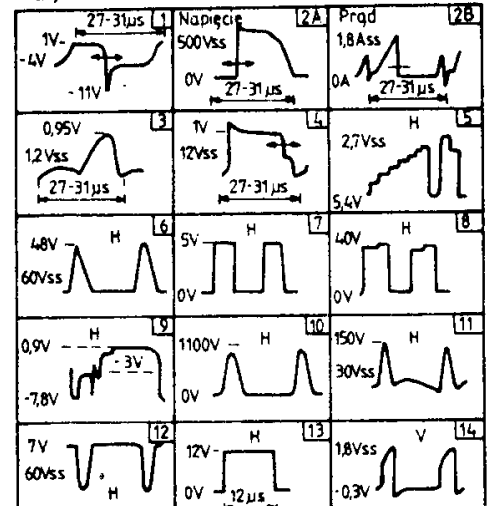 27-31µs
1
1V
-4V
-11V
Napięcie
2A
500Vss
0V
27-31µs
Prąd
2B
1,8Ass
0A
27-31µs
3
0,95V
1,2Vss
27-31µs
4
1V
12Vss
27-31µs
H
5
2,7Vss
5,4V
6
48V
H
60Vss
7
5V
H
0V
8
40V
H
0V
9
0,9V
H
-3V
-7,8V
10
1100V
H
0V
11
150V
H
30Vss
12
7V
60Vss
H
H
13
12V
0V
12µs
V
14
1,8Vss
-0,3V